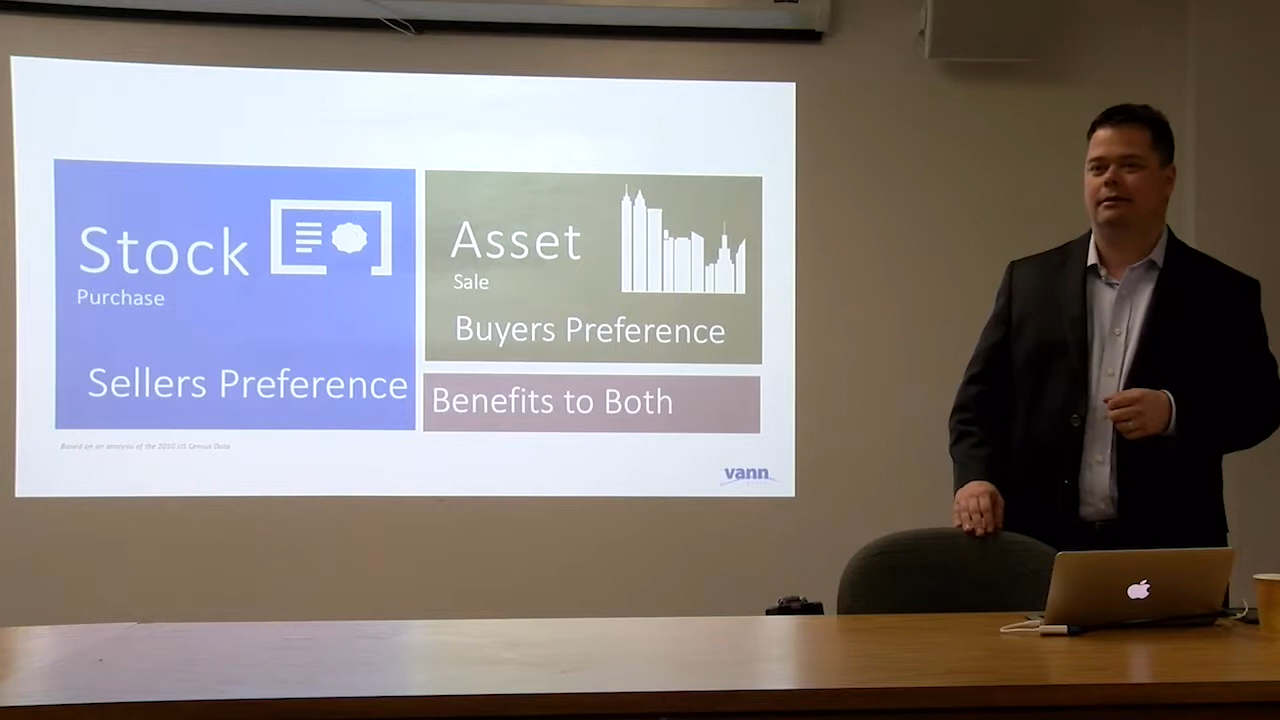 Stock
Purchase
Sellers Preference
Asset
Sale
Buyers Preference
Benefits to Both
Based on an analysis of the 2010 US Census Data
vann